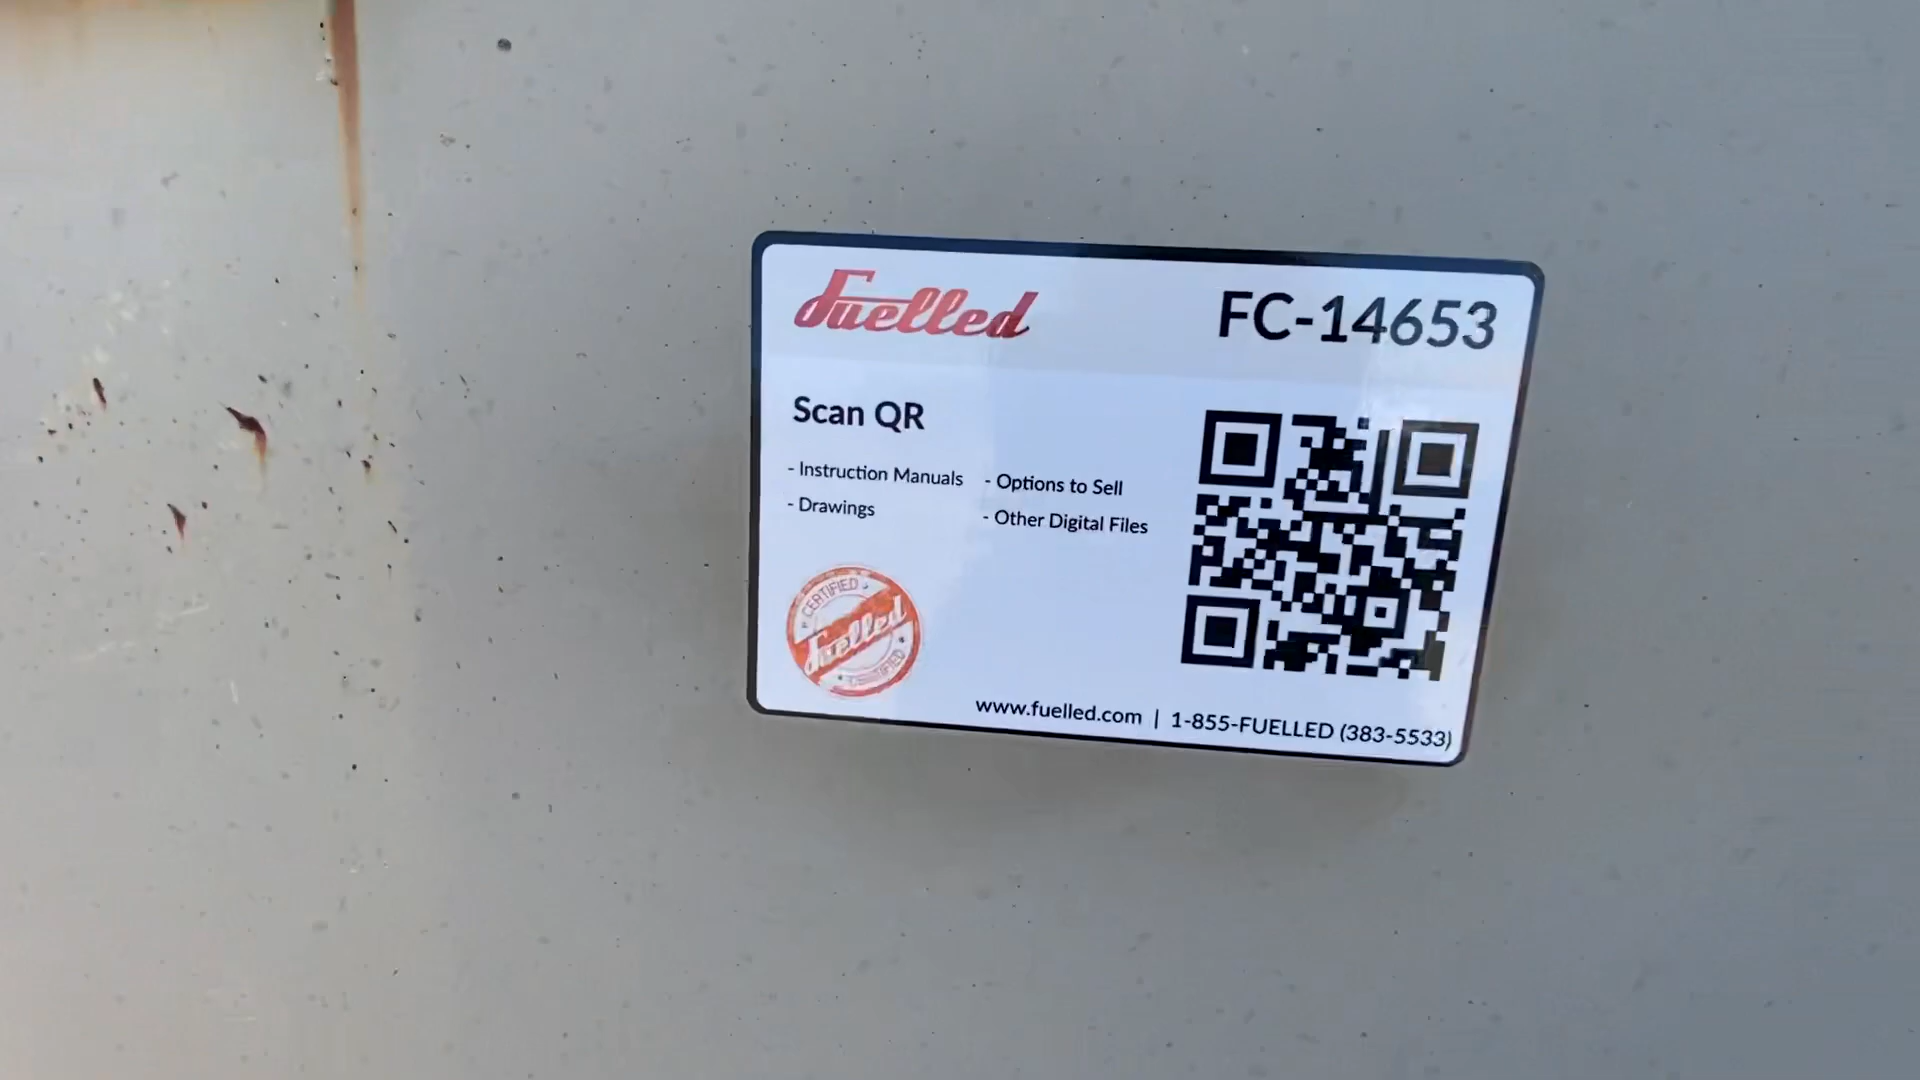 Fuelled
FC-14653
Scan QR
- Instruction Manuals
- Options to Sell
- Drawings
- Other Digital Files
CERTIFIED
Fuelled
CERTIFIED
www.fuelled.com | 1-855-FUELLED (383-5533)